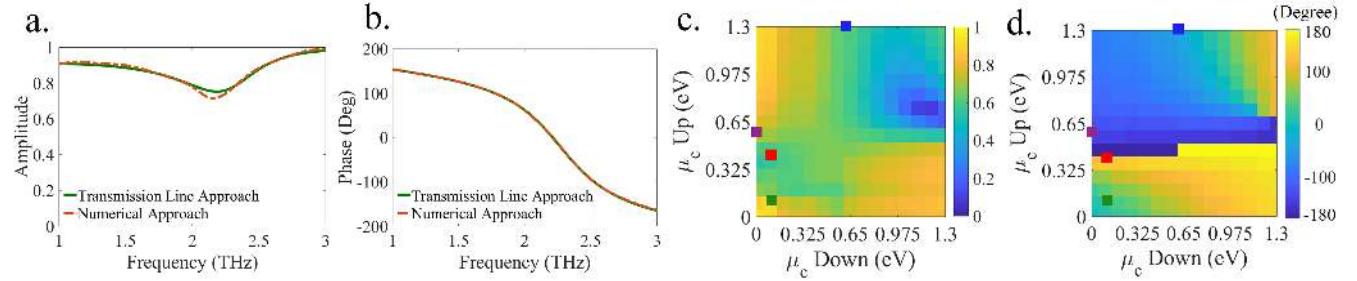 a.
1
0.8
0.6
0.4
0.2
0
Amplitude
Transmission Line Approach
Numerical Approach
1 1.5 2 2.5 3
Frequency (THz)
b.
200
100
0
-100
-200
Phase (Deg)
Transmission Line Approach
Numerical Approach
1 1.5 2 2.5 3
Frequency (THz)
c.
1.3
0.975
0.65
0.325
0
μc Up (eV)
0 0.325 0.65 0.975 1.3
μc Down (eV)
1
0.8
0.6
0.4
0.2
0
d.
(Degree)
1.3
0.975
0.65
0.325
0
μc Up (eV)
0 0.325 0.65 0.975 1.3
μc Down (eV)
180
100
0
-100
-180